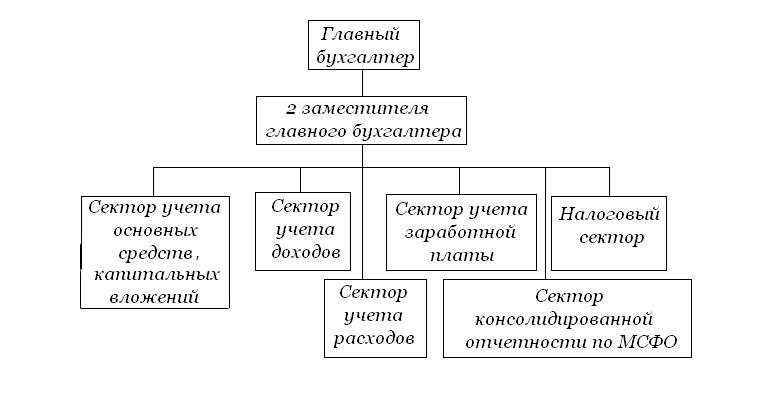 Главный
бухгалтер
2 заместителя
главного бухгалтера
Сектор учета
основных
средств,
капитальных
вложений
Сектор
учета
доходов
Сектор
учета
расходов
Сектор учета
заработной
платы
Сектор
консолидированной
отчетности по МСФО
Налоговый
сектор